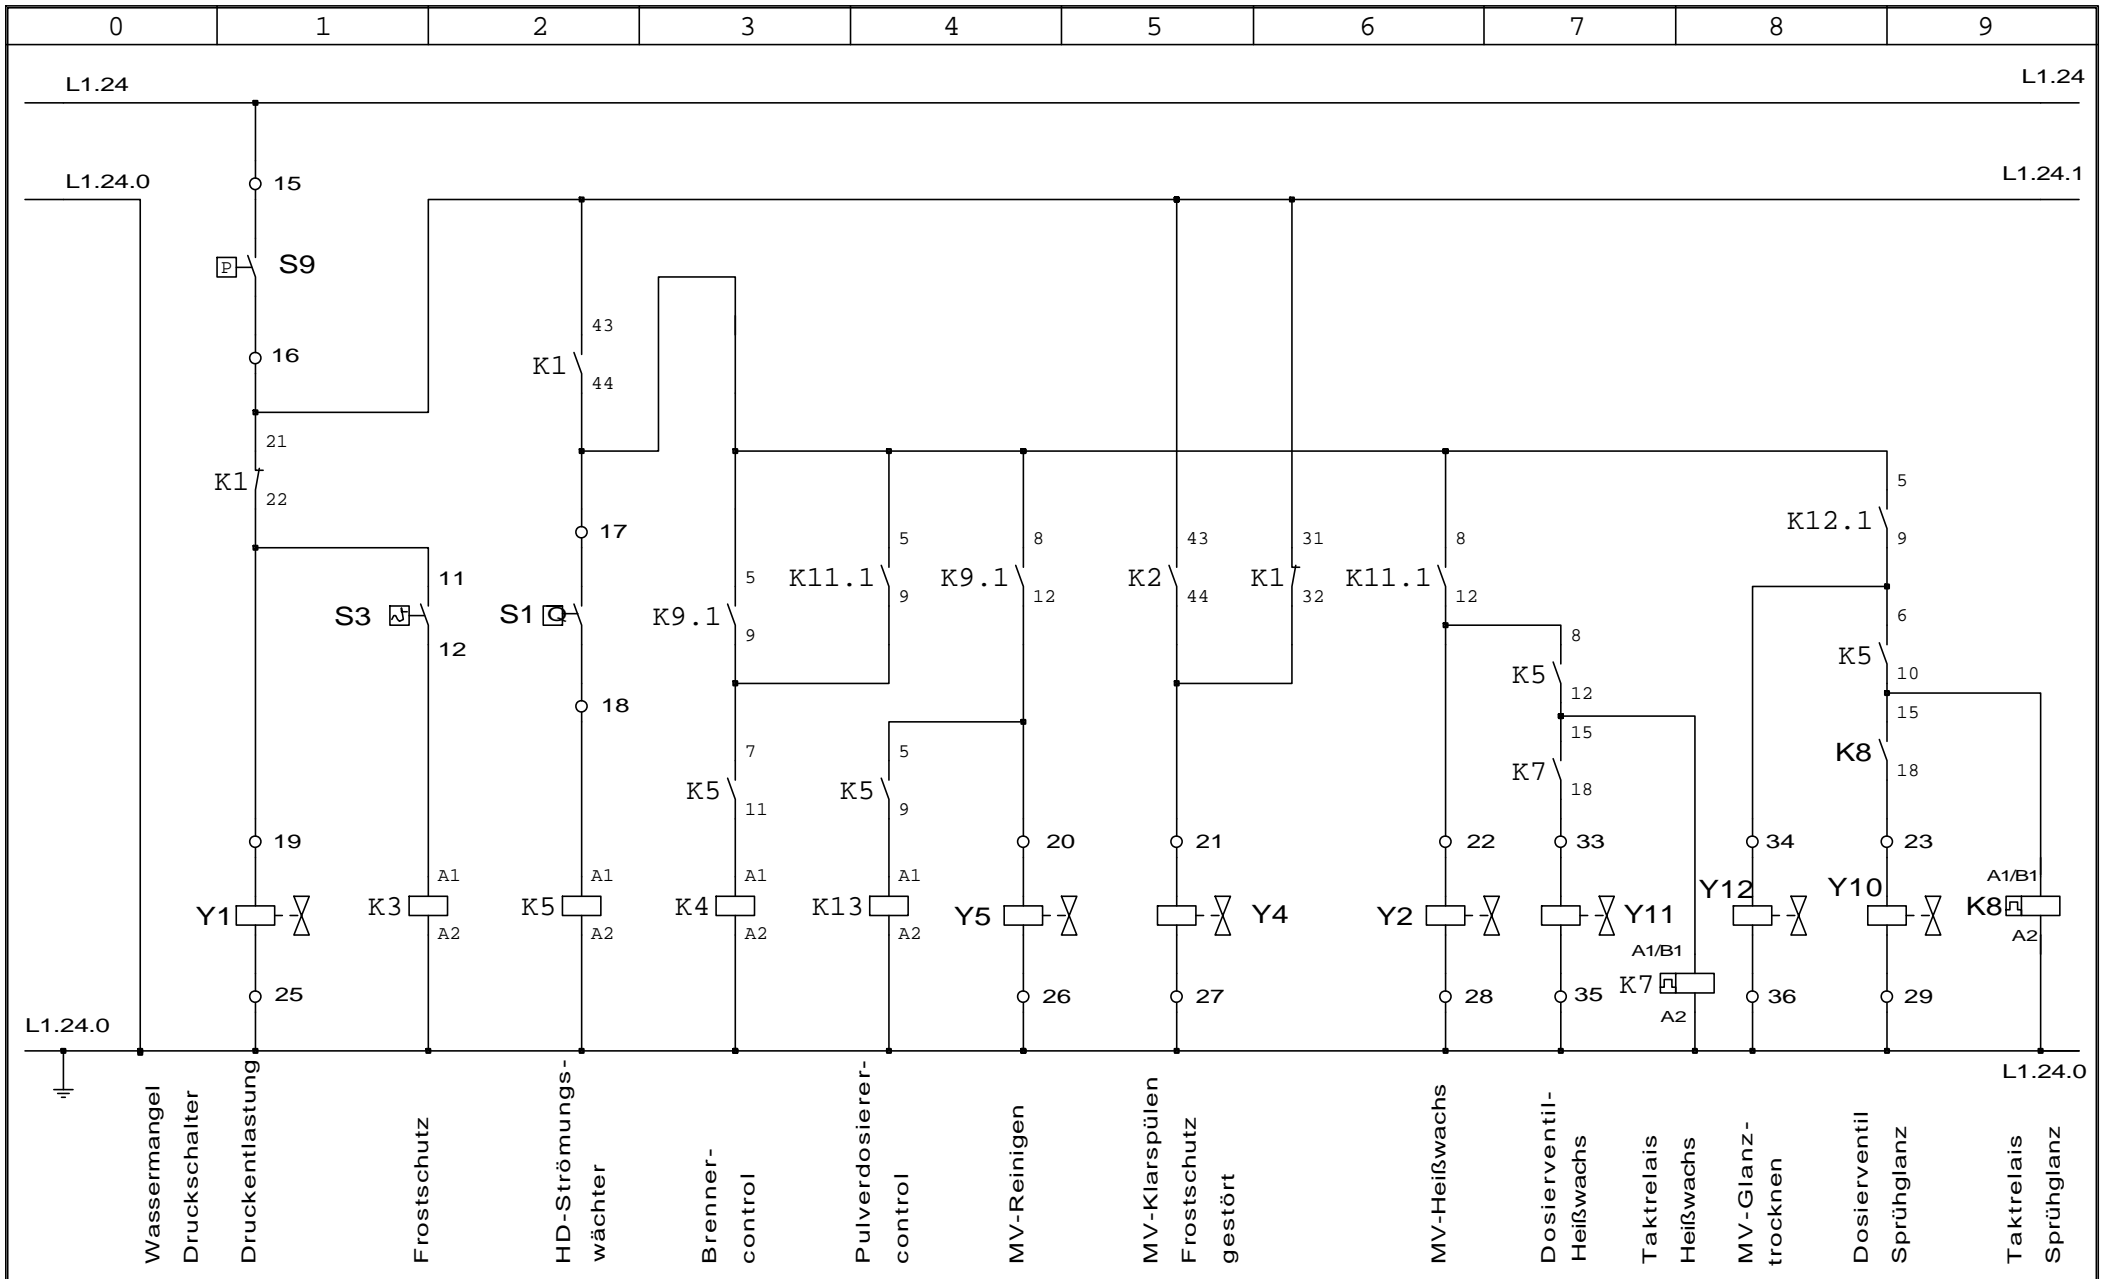 0 1 2 3 4 5 6 7 8 9
L1.24 L1.24
L1.24.0 15 L1.24.1
P S9
43
16 K1
44
21
K1
22
17
5
K12.1
9
5 8 43 31 8
K11.1 K9.1 K2 K1 K11.1
9 12 44 32 12
11
S3
12
S1 Q
5
K9.1
9
8
K5
12
6
K5
10
18
7 5
K5 K5
11 9
15
K7
18
15
K8
18
19 20 21 22 33 34 23
A1 A1 A1 A1
Y1 K3 K5 K4 K13 Y5 Y4 Y2 Y11 Y12 Y10
A2 A2 A2 A2
A1/B1
K8
A2
A1/B1
K7
A2
25 26 27 28 35 36 29
L1.24.0 L1.24.0
Wassermangel
Druckschalter
Druckentlastung
Frostschutz
HD-Strömungs-
wächter
Brenner-
control
Pulverdosierer-
control
MV-Reinigen
MV-Klarspülen
Frostschutz
gestört
MV-Heißwachs
Dosierventil-
Heißwachs
Taktrelais
Heißwachs
MV-Glanz-
trocknen
Dosierventil
Sprühglanz
Taktrelais
Sprühglanz